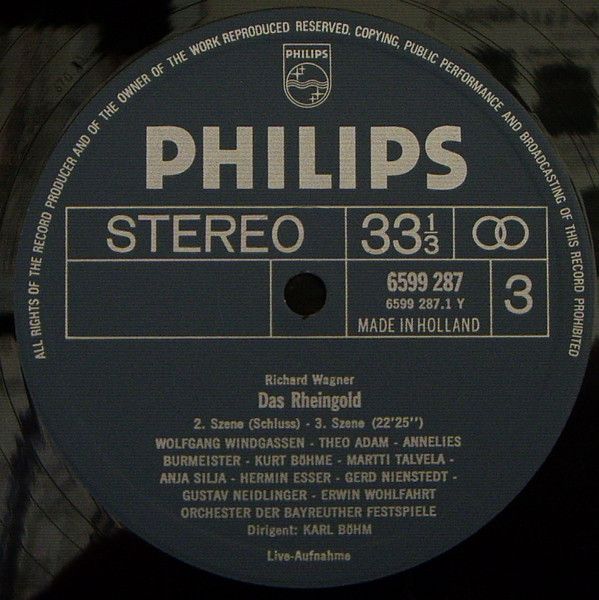 ALL RIGHTS OF THE RECORD PRODUCER AND OF THE OWNER OF THE WORK REPRODUCED RESERVED. COPYING, PUBLIC PERFORMANCE AND BROADCASTING OF THIS RECORD PROHIBITED
PHILIPS
PHILIPS
STEREO 33 1/3
6599 287
6599 287.1 Y
MADE IN HOLLAND
3
Richard Wagner
Das Rheingold
2. Szene (Schluss) - 3. Szene (22'25")
WOLFGANG WINDGASSEN - THEO ADAM - ANNELIES
BURMEISTER - KURT BÖHME - MARTTI TALVELA -
ANJA SILJA - HERMIN ESSER - GERD NIENSTEDT -
GUSTAV NEIDLINGER - ERWIN WOHLFAHRT
ORCHESTER DER BAYREUTHER FESTSPIELE
Dirigent: KARL BÖHM
Live-Aufnahme